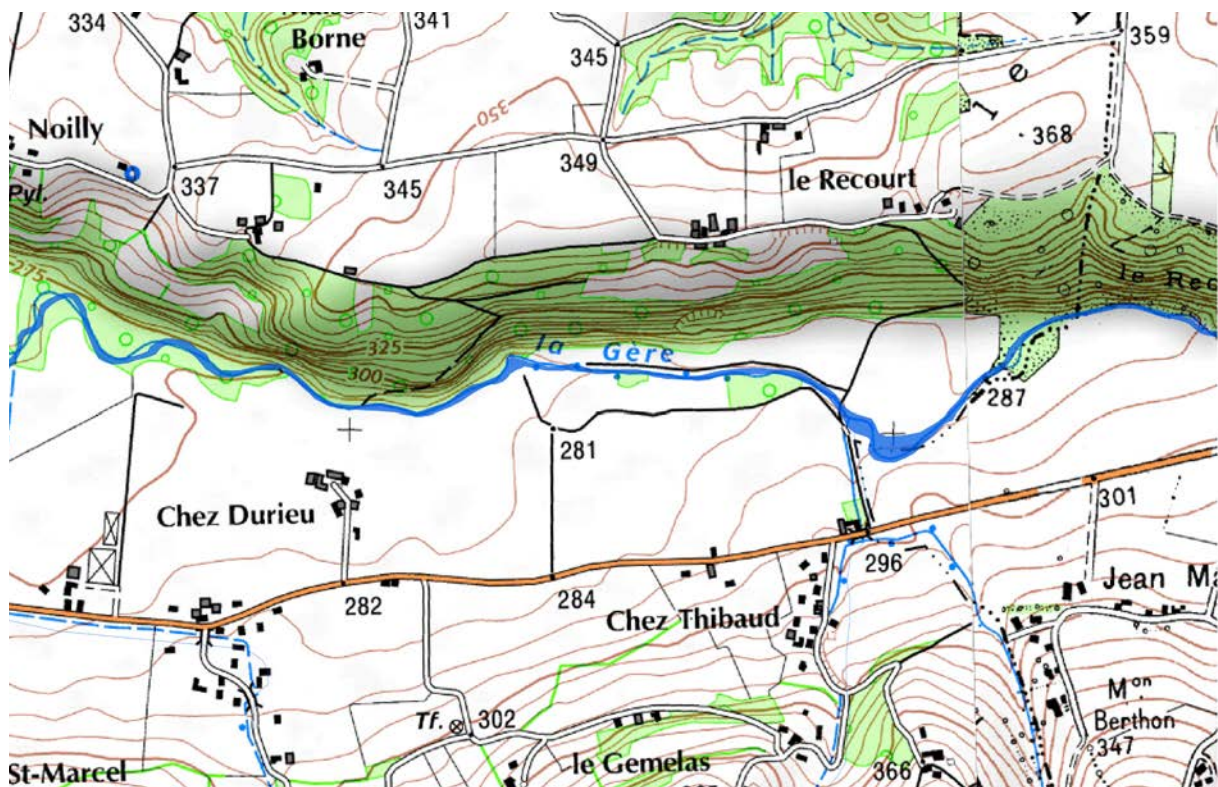 334
341
Borne
345
359
350
Noilly
349
368
337
345
le Recourt
Pyl.
275
le Rec
la Gère
325
300
287
281
Chez Durieu
301
296
282
284
Jean Ma
Chez Thibaud
Mon
Berthon
347
Tf. 302
le Gemelas
366
St-Marcel